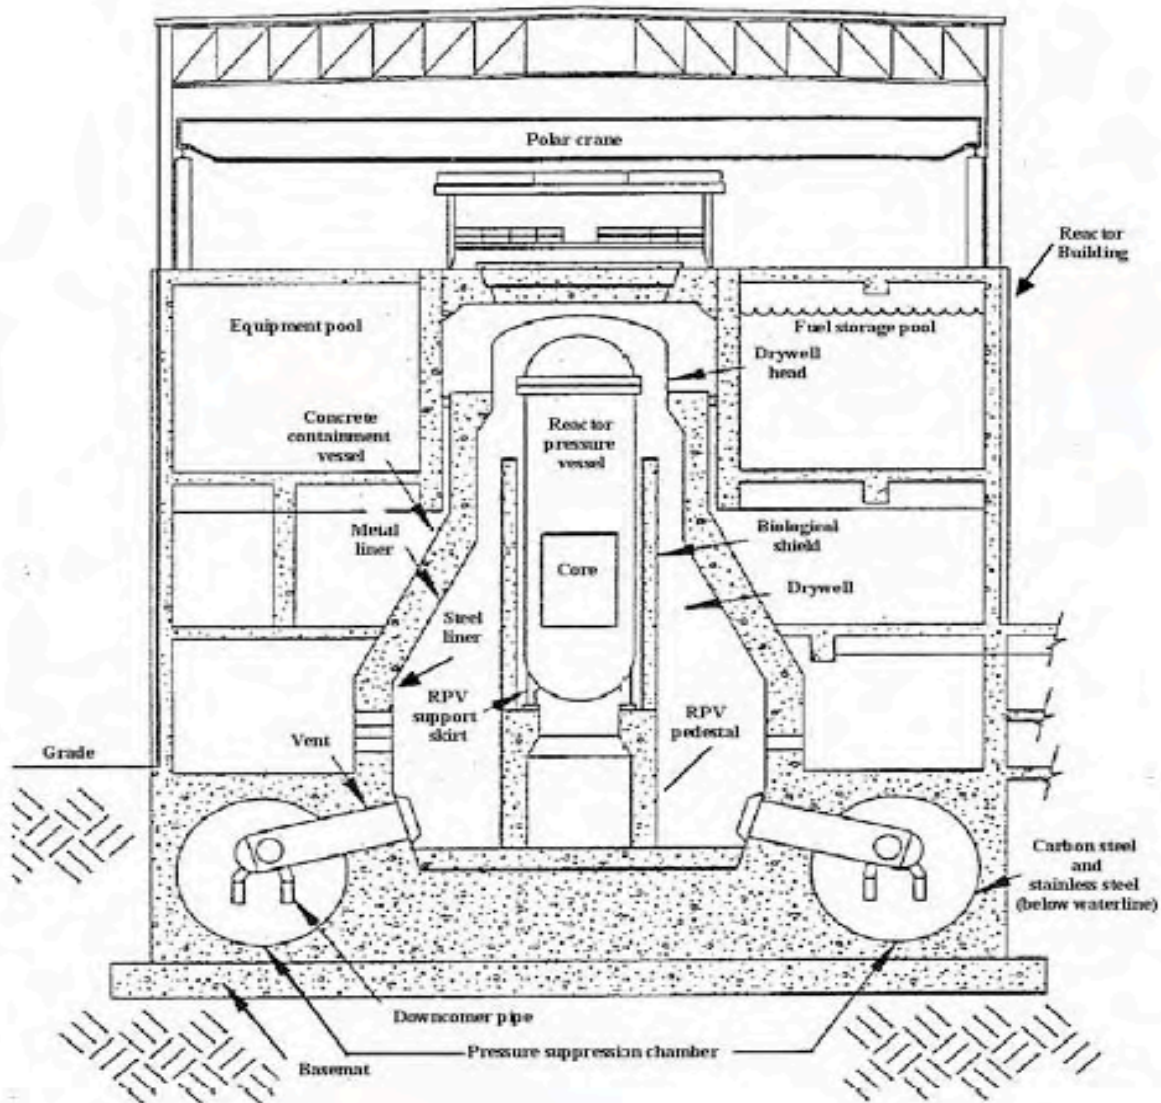 Polar crane
Reactor
Building
Equipment pool
Fuel storage pool
Drywell
head
Concrete
containment
vessel
Reactor
pressure
vessel
Metal
liner
Biological
shield
Core
Drywell
Steel
liner
RPV
support
skirt
RPV
pedestal
Vent
Grade
Carbon steel
and
stainless steel
(below waterline)
Downcomer pipe
Pressure suppression chamber
Basemat